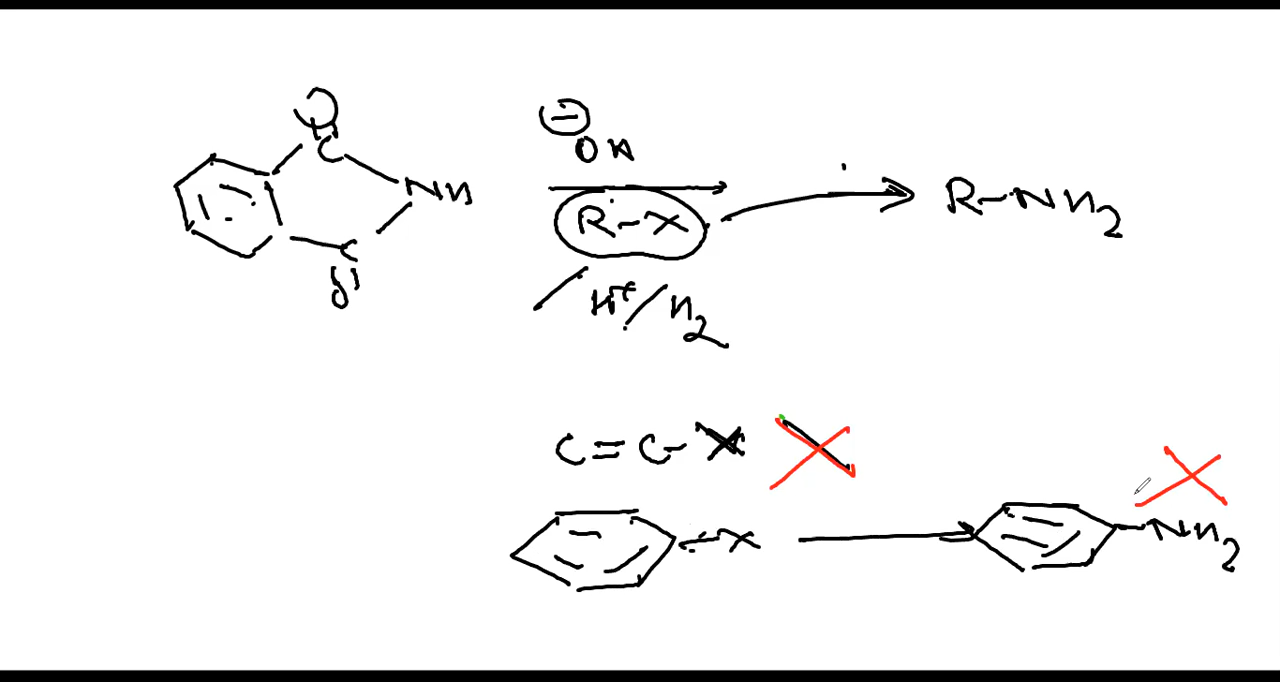 O
C
NH
C
O
⊖
OH
R-X
H+/H2
R-NH2
C=C-X
X
NH2